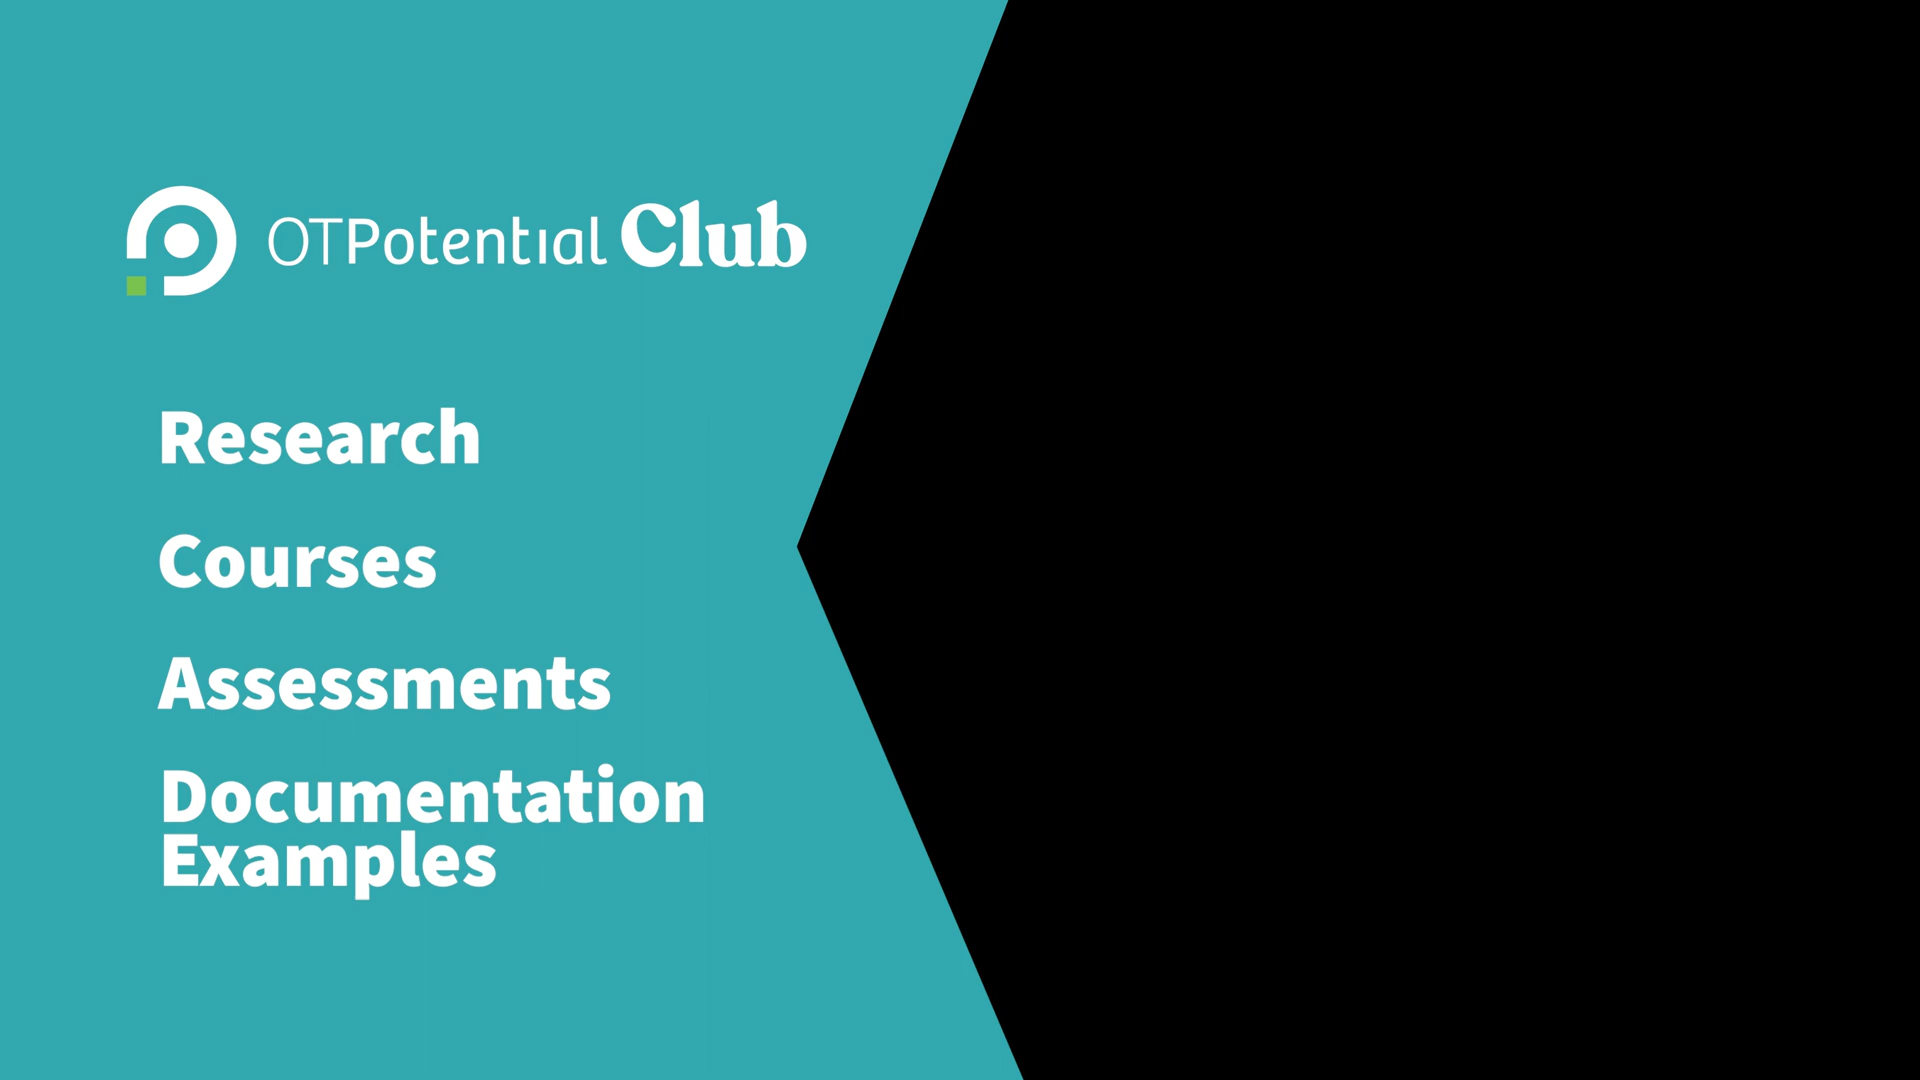 OTPotential Club
Research
Courses
Assessments
Documentation
Examples